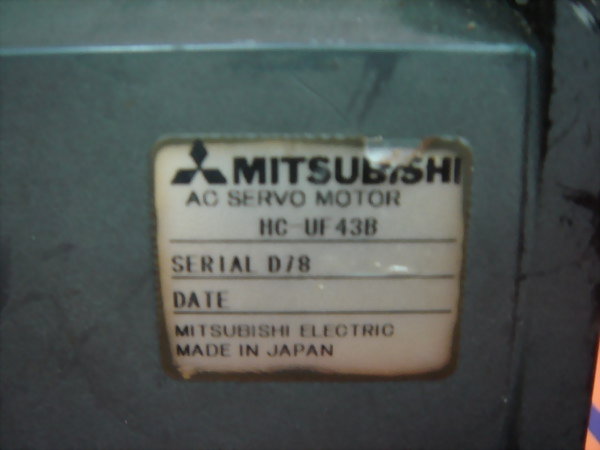 MITSUBISHI
AC SERVO MOTOR
HC-UF43B
SERIAL D/8
DATE
MITSUBISHI ELECTRIC
MADE IN JAPAN